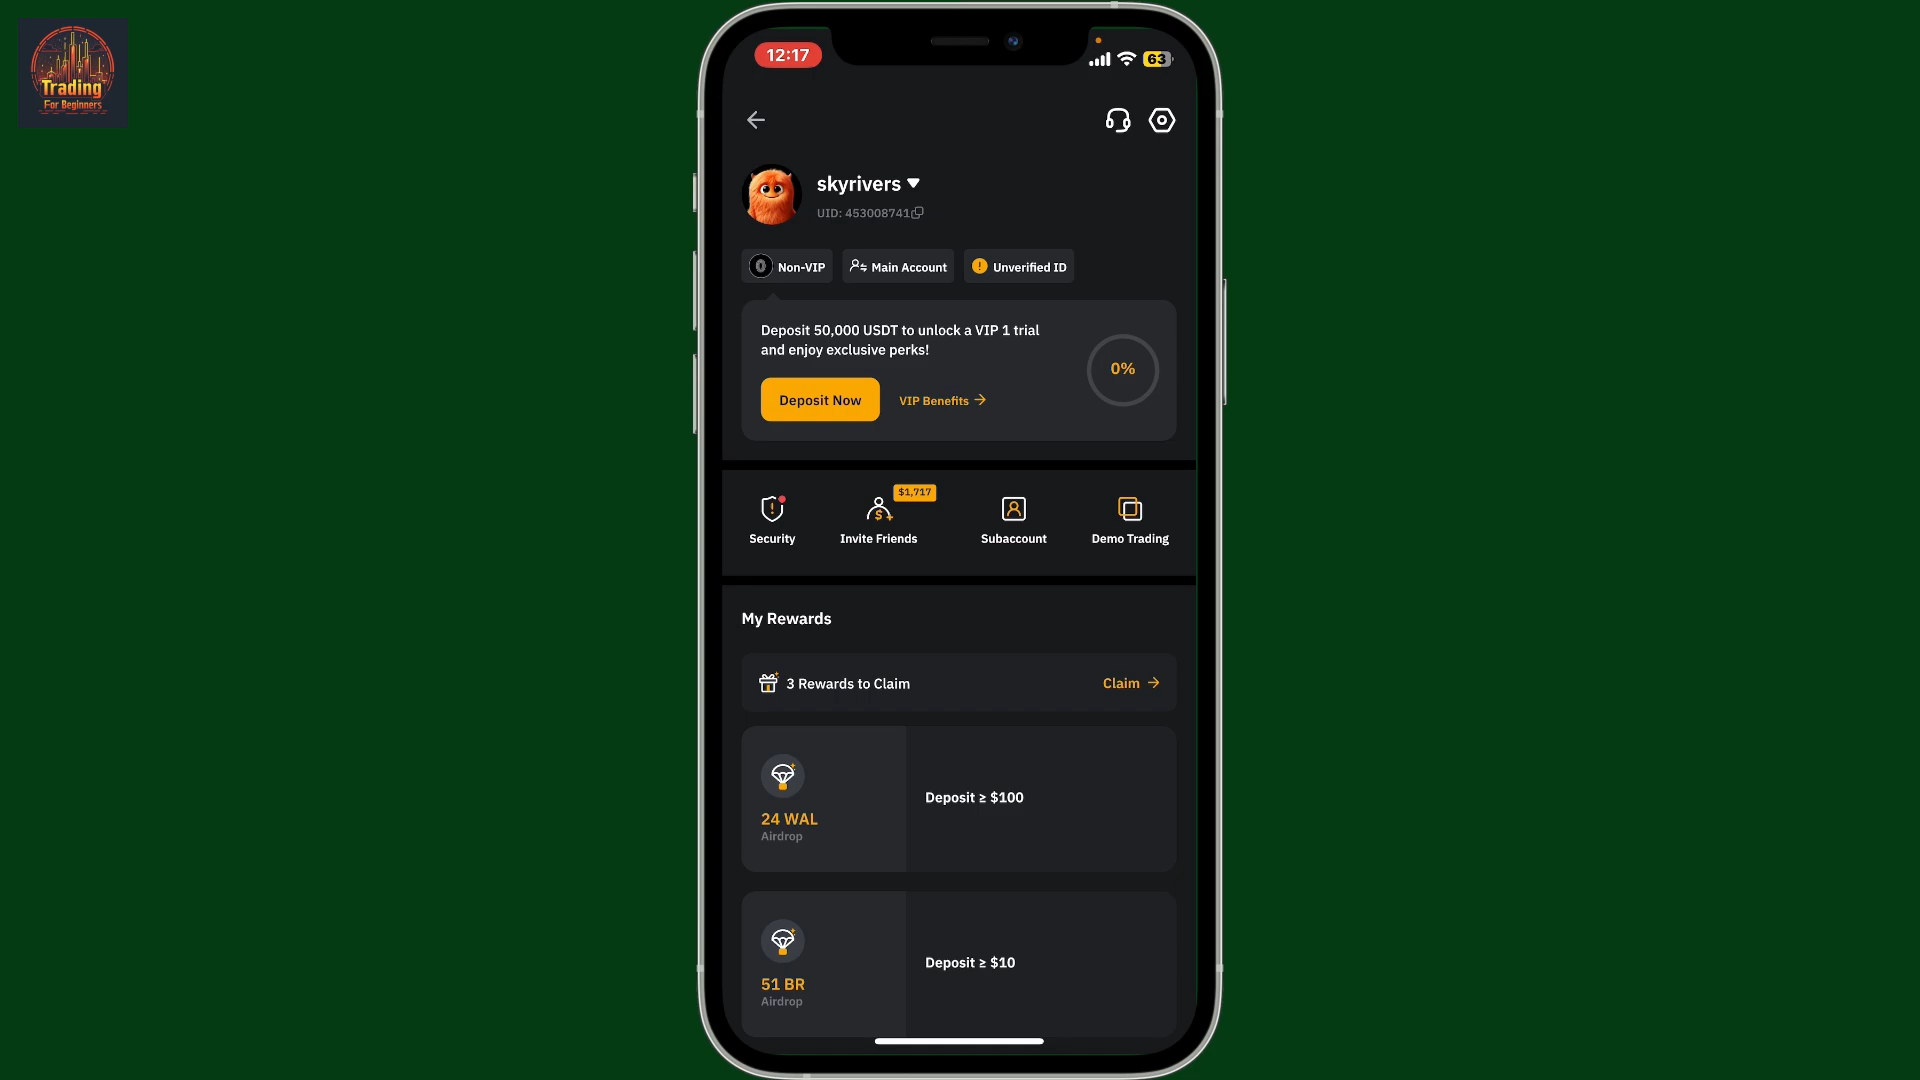 Trading
For Beginners
12:17
63
skyrivers
UID: 453008741
0 Non-VIP
Main Account
Unverified ID
Deposit 50,000 USDT to unlock a VIP 1 trial
and enjoy exclusive perks!
0%
Deposit Now
VIP Benefits
$1,717
Security
Invite Friends
Subaccount
Demo Trading
My Rewards
3 Rewards to Claim
Claim
24 WAL
Airdrop
Deposit ≥ $100
51 BR
Airdrop
Deposit ≥ $10